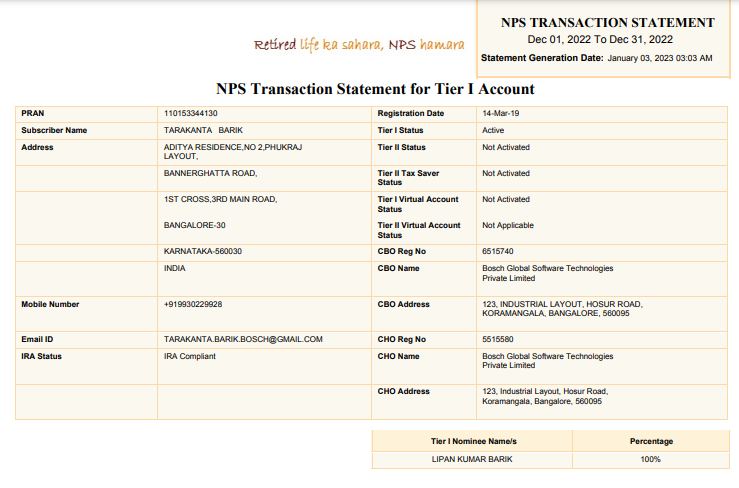 Retired life ka sahara, NPS hamara
NPS TRANSACTION STATEMENT
Dec 01, 2022 To Dec 31, 2022
Statement Generation Date: January 03, 2023 03:03 AM
NPS Transaction Statement for Tier I Account
PRAN 110153344130 Registration Date 14-Mar-19
Subscriber Name TARAKANTA BARIK Tier I Status Active
Address ADITYA RESIDENCE,NO 2,PHUKRAJ Tier II Status Not Activated
LAYOUT,
BANNERGHATTA ROAD, Tier II Tax Saver Not Activated
Status
1ST CROSS,3RD MAIN ROAD, Tier I Virtual Account Not Activated
Status
BANGALORE-30 Tier II Virtual Account Not Applicable
Status
KARNATAKA-560030 CBO Reg No 6515740
INDIA CBO Name Bosch Global Software Technologies
Private Limited
Mobile Number +919930229928 CBO Address 123, INDUSTRIAL LAYOUT, HOSUR ROAD,
KORAMANGALA, BANGALORE, 560095
Email ID TARAKANTA.BARIK.BOSCH@GMAIL.COM CHO Reg No 5515580
IRA Status IRA Compliant CHO Name Bosch Global Software Technologies
Private Limited
CHO Address 123, Industrial Layout, Hosur Road,
Koramangala, Bangalore, 560095
Tier I Nominee Name/s Percentage
LIPAN KUMAR BARIK 100%